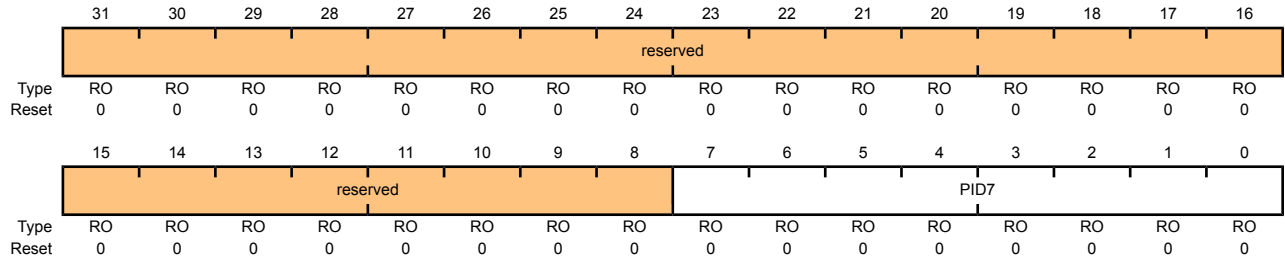 31 30 29 28 27 26 25 24 23 22 21 20 19 18 17 16
reserved
Type RO RO RO RO RO RO RO RO RO RO RO RO RO RO RO RO
Reset 0 0 0 0 0 0 0 0 0 0 0 0 0 0 0 0
15 14 13 12 11 10 9 8 7 6 5 4 3 2 1 0
reserved PID7
Type RO RO RO RO RO RO RO RO RO RO RO RO RO RO RO RO
Reset 0 0 0 0 0 0 0 0 0 0 0 0 0 0 0 0